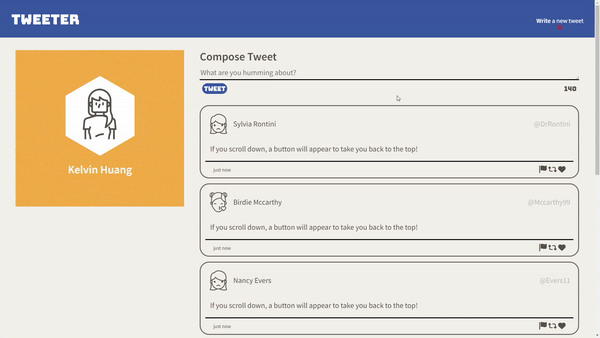 TWEETER
Write a new tweet
Kelvin Huang
Compose Tweet
What are you humming about?
TWEET
140
Sylvia Rontini
@DrRontini
If you scroll down, a button will appear to take you back to the top!
just now
Birdie Mccarthy
@Mccarthy99
If you scroll down, a button will appear to take you back to the top!
just now
Nancy Evers
@Evers11
If you scroll down, a button will appear to take you back to the top!
just now